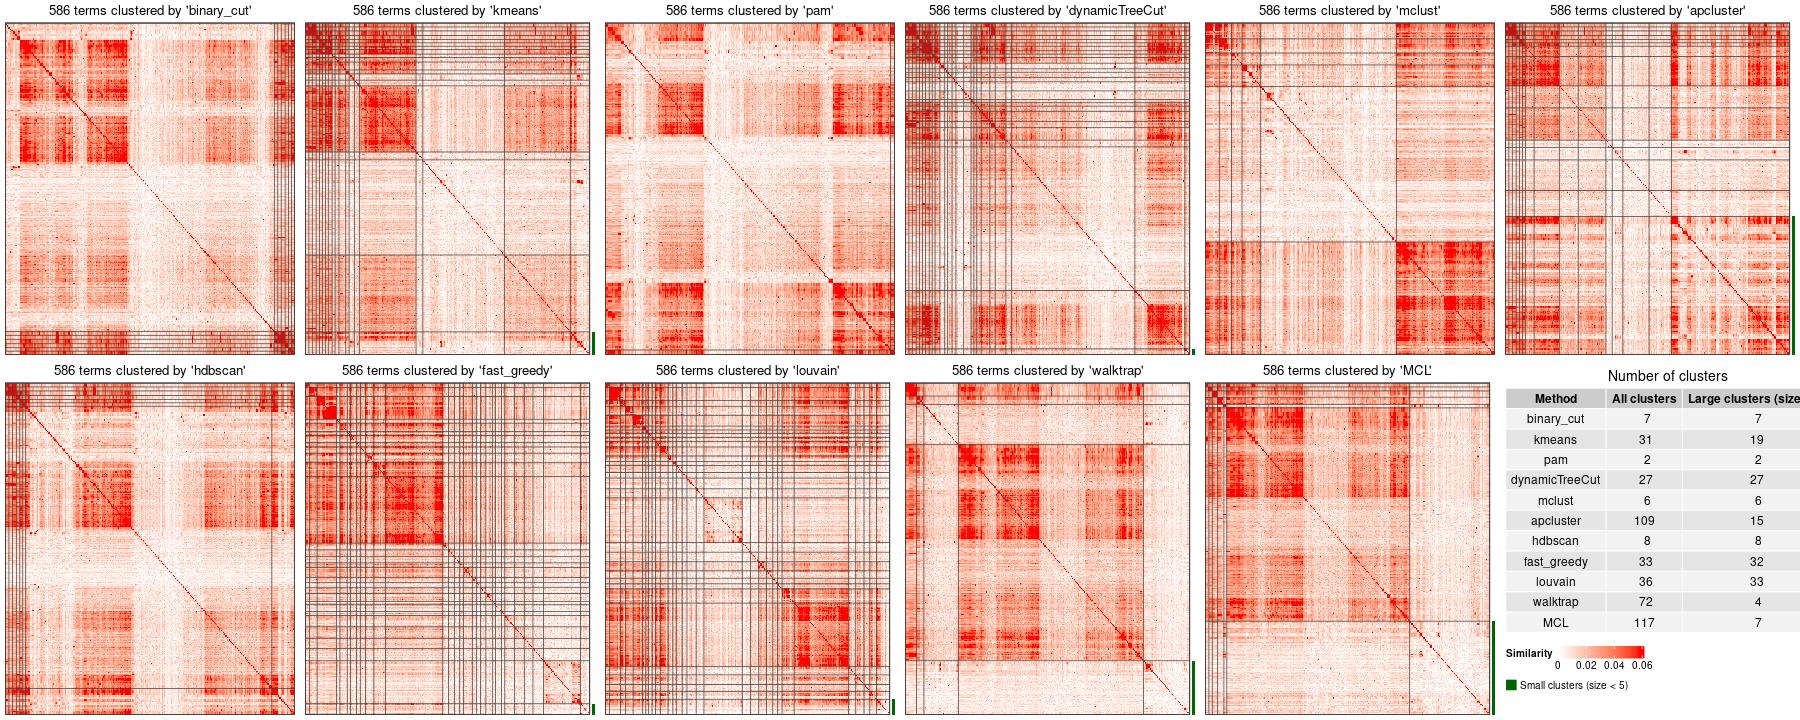 586 terms clustered by 'binary_cut'
586 terms clustered by 'kmeans'
586 terms clustered by 'pam'
586 terms clustered by 'dynamicTreeCut'
586 terms clustered by 'mclust'
586 terms clustered by 'apcluster'
586 terms clustered by 'hdbscan'
586 terms clustered by 'fast_greedy'
586 terms clustered by 'louvain'
586 terms clustered by 'walktrap'
586 terms clustered by 'MCL'
Number of clusters
Method All clusters Large clusters (size
binary_cut 7 7
kmeans 31 19
pam 2 2
dynamicTreeCut 27 27
mclust 6 6
apcluster 109 15
hdbscan 8 8
fast_greedy 33 32
louvain 36 33
walktrap 72 4
MCL 117 7
Similarity
0 0.02 0.04 0.06
Small clusters (size < 5)